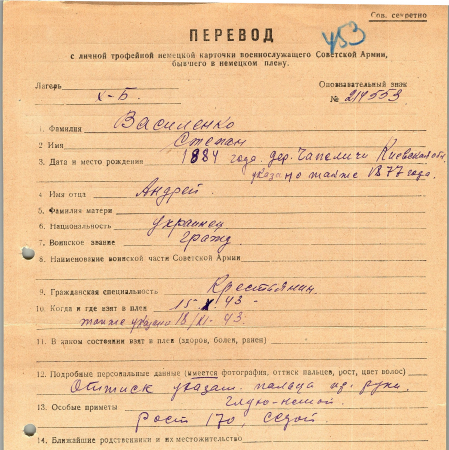 Сов. секретно
453
ПЕРЕВОД
с личной трофейной немецкой карточки военнослужащего Советской Армии,
бывшего в немецком плену.
Лагерь X-Б
Опознавательный знак
№ 214553
1. Фамилия Василенко
2. Имя Степан
3. Дата и место рождения 1884 года. дер. Чапеличи Киевская обл.
указано также 1877 года.
4. Имя отца Андрей.
5. Фамилия матери
6. Национальность украинец
7. Воинское звание гражд
8. Наименование воинской части Советской Армии
9. Гражданская специальность Крестьянин.
10. Когда и где взят в плен 15.X.43-
также указано 18/XI-43-
11. В каком состоянии взят в плен (здоров, болен, ранен)
12. Подробные персональные данные (имеется фотография, оттиск пальцев, рост, цвет волос)
Оттиск указат. пальца пр. руки.
13. Особые приметы глухо-немой.
рост 170, седой.
14. Ближайшие родственники и их местожительство